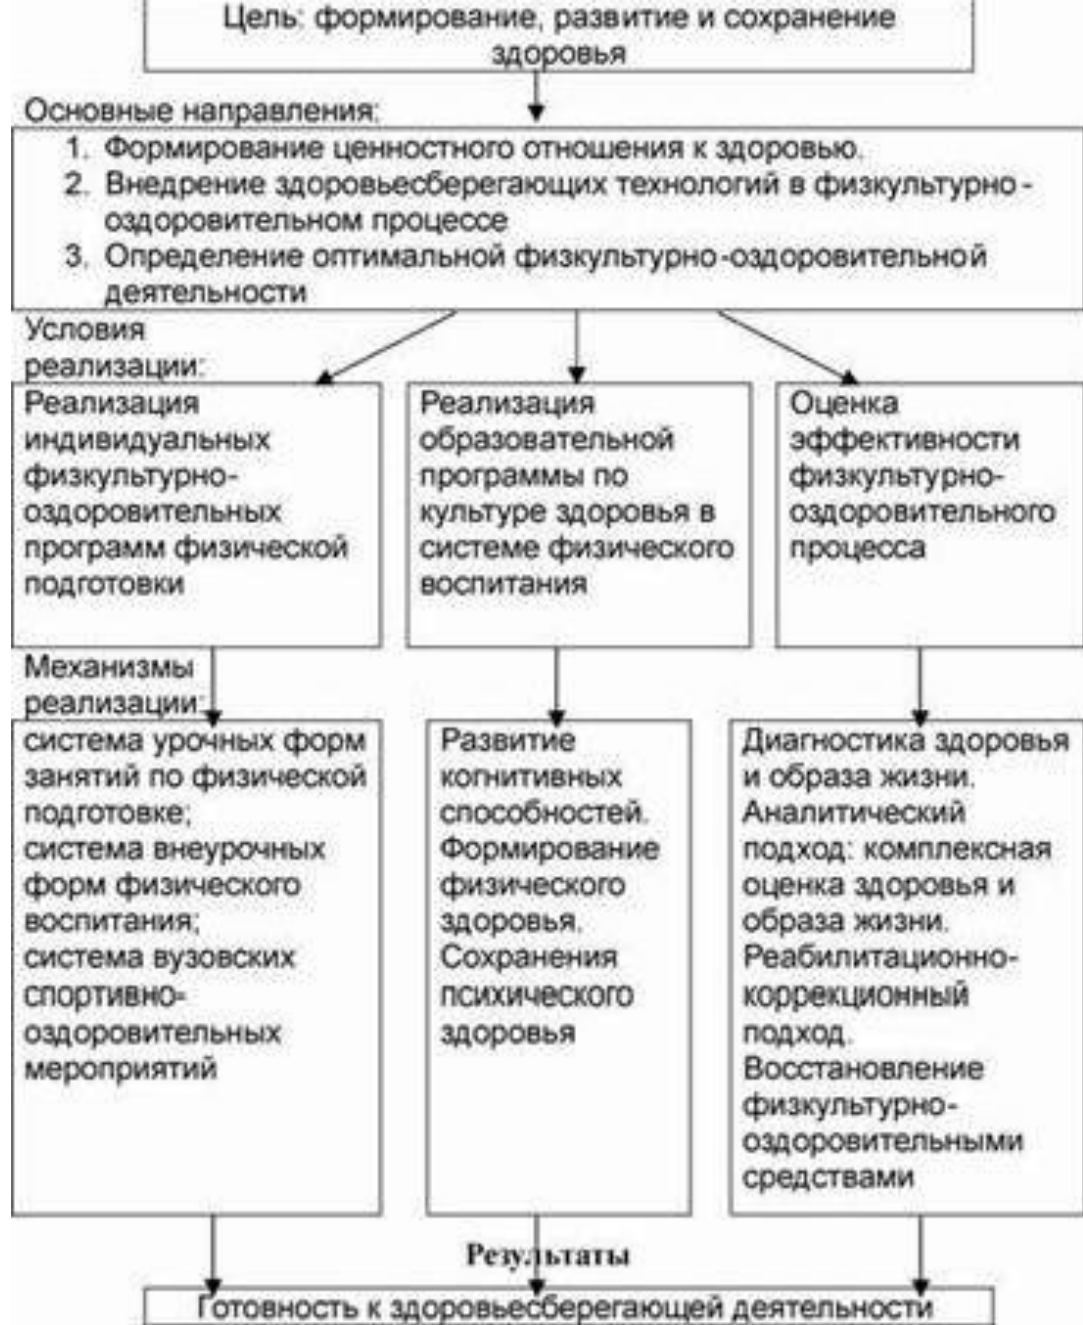 Цель: формирование, развитие и сохранение
здоровья
Основные направления:
1. Формирование ценностного отношения к здоровью.
2. Внедрение здоровьесберегающих технологий в физкультурно-
оздоровительном процессе
3. Определение оптимальной физкультурно-оздоровительной
деятельности
Условия
реализации:
Реализация
индивидуальных
физкультурно-
оздоровительных
программ физической
подготовки
Реализация
образовательной
программы по
культуре здоровья в
системе физического
воспитания
Оценка
эффективности
физкультурно-
оздоровительного
процесса
Механизмы
реализации:
система урочных форм
занятий по физической
подготовке;
система внеурочных
форм физического
воспитания;
система вузовских
спортивно-
оздоровительных
мероприятий
Развитие
когнитивных
способностей.
Формирование
физического
здоровья.
Сохранения
психического
здоровья
Диагностика здоровья
и образа жизни.
Аналитический
подход: комплексная
оценка здоровья и
образа жизни.
Реабилитационно-
коррекционный
подход.
Восстановление
физкультурно-
оздоровительными
средствами
Результаты
Готовность к здоровьесберегающей деятельности